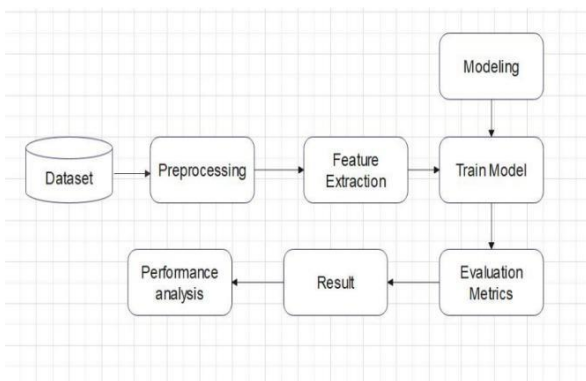 Modeling
Dataset
Preprocessing
Feature
Extraction
Train Model
Performance
analysis
Result
Evaluation
Metrics